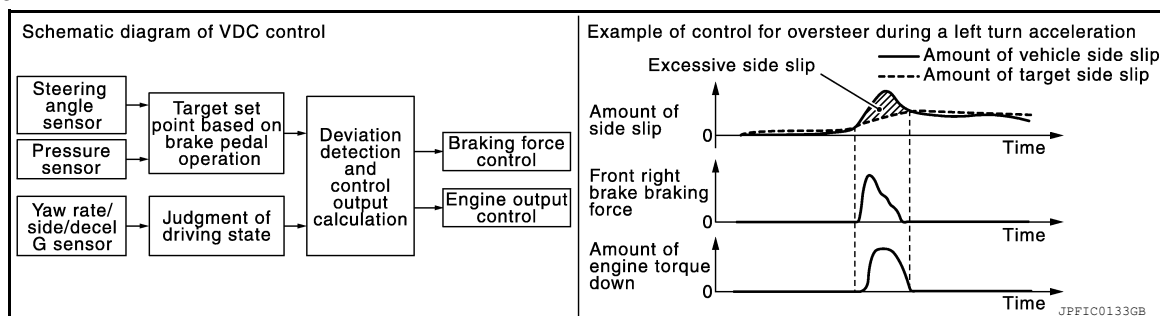 Schematic diagram of VDC control
Steering
angle
sensor
Pressure
sensor
Yaw rate/
side/decel
G sensor
Target set
point based on
brake pedal
operation
Judgment of
driving state
Deviation
detection
and
control
output
calculation
Braking force
control
Engine output
control
Example of control for oversteer during a left turn acceleration
Amount of vehicle side slip
Amount of target side slip
Excessive side slip
Amount of
side slip
0
Time
Front right
brake braking
force
0
Time
Amount of
engine torque
down
0
Time
JPFIC0133GB